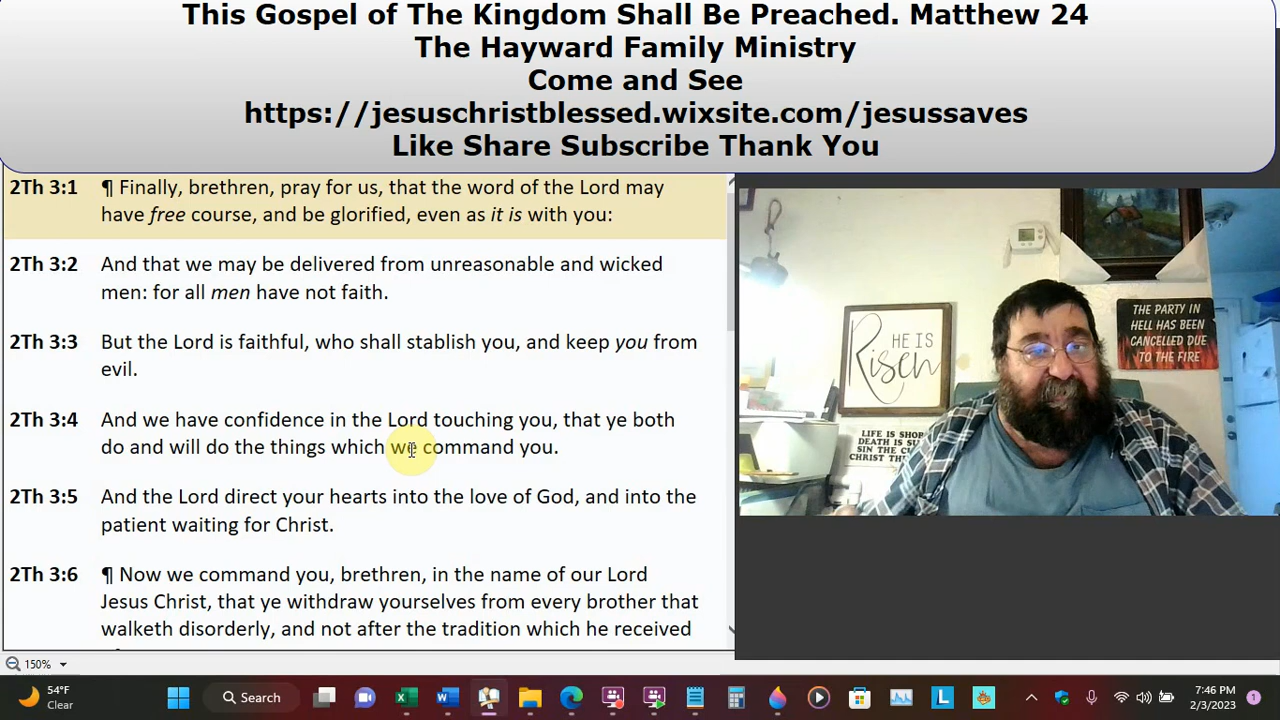 This Gospel of The Kingdom Shall Be Preached. Matthew 24
The Hayward Family Ministry
Come and See
https://jesuschristblessed.wixsite.com/jesussaves
Like Share Subscribe Thank You
2Th 3:1 ¶ Finally, brethren, pray for us, that the word of the Lord may
have free course, and be glorified, even as it is with you:
2Th 3:2 And that we may be delivered from unreasonable and wicked
men: for all men have not faith.
2Th 3:3 But the Lord is faithful, who shall stablish you, and keep you from
evil.
2Th 3:4 And we have confidence in the Lord touching you, that ye both
do and will do the things which we command you.
2Th 3:5 And the Lord direct your hearts into the love of God, and into the
patient waiting for Christ.
2Th 3:6 ¶ Now we command you, brethren, in the name of our Lord
Jesus Christ, that ye withdraw yourselves from every brother that
walketh disorderly, and not after the tradition which he received
HE IS
Risen
THE PARTY IN
HELL HAS BEEN
CANCELLED DUE
TO THE FIRE
LIFE IS
DEATH IS
SIN THE
CHRIST
150%
54°F
Clear
Search
7:46 PM
2/3/2023
1